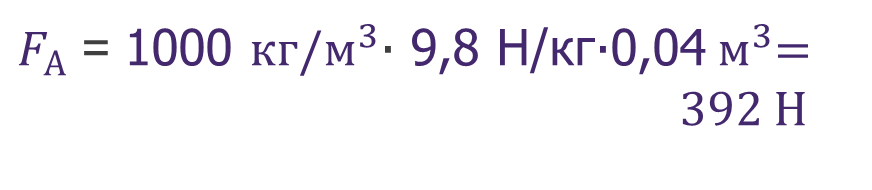 F_A = 1000 кг/м³· 9,8 Н/кг·0,04 м³=
392 Н